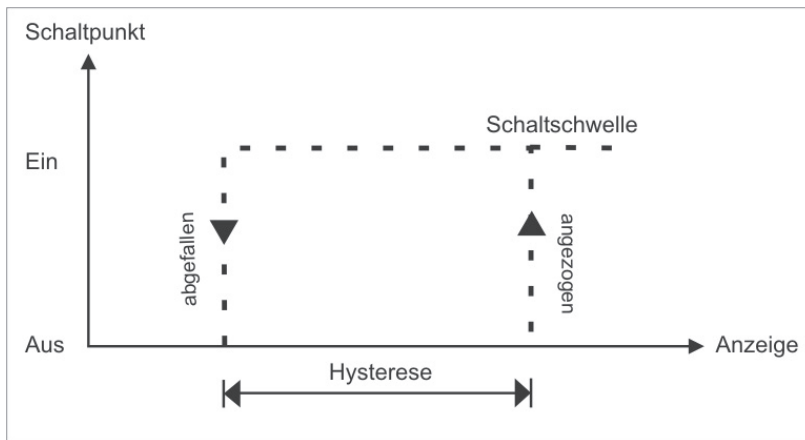 Schaltpunkt
Schaltschwelle
Ein
abgefallen
angezogen
Aus
Anzeige
Hysterese